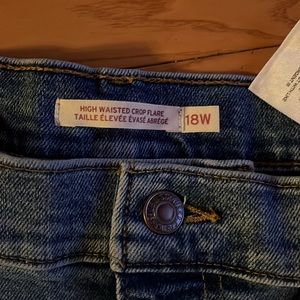 HIGH WAISTED CROP FLARE
TAILLE ÉLEVÉE ÉVASÉ ABRÉGÉ
18W